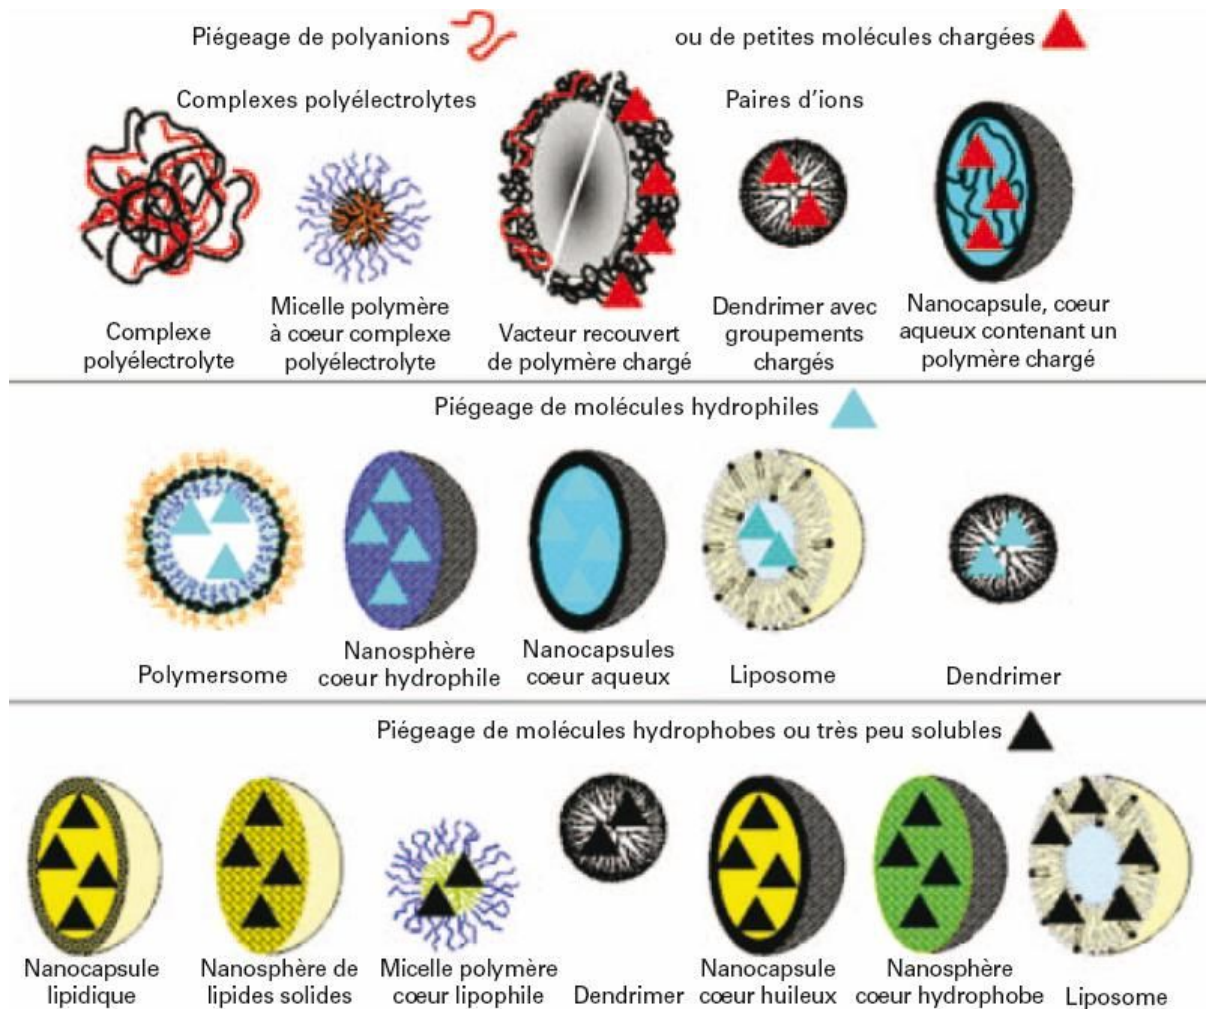 Piégeage de polyanions
ou de petites molécules chargées
Complexes polyélectrolytes
Paires d'ions
Complexe
polyélectrolyte
Micelle polymère
à coeur complexe
polyélectrolyte
Vacteur recouvert
de polymère chargé
Dendrimer avec
groupements
chargés
Nanocapsule, coeur
aqueux contenant un
polymère chargé
Piégeage de molécules hydrophiles
Polymersome
Nanosphère
coeur hydrophile
Nanocapsules
coeur aqueux
Liposome
Dendrimer
Piégeage de molécules hydrophobes ou très peu solubles
Nanocapsule
lipidique
Nanosphère de
lipides solides
Micelle polymère
coeur lipophile
Dendrimer
Nanocapsule
coeur huileux
Nanosphère
coeur hydrophobe
Liposome